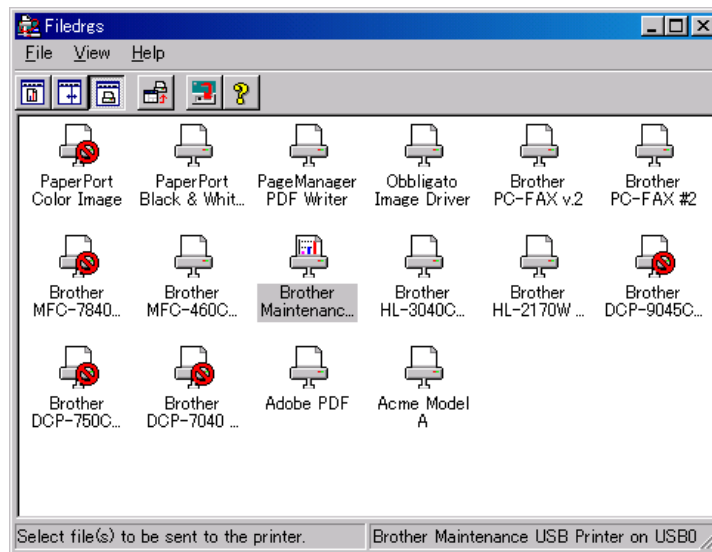 Filedrgs
File View Help
PaperPort Color Image
PaperPort Black & Whit...
PageManager PDF Writer
Obbligato Image Driver
Brother PC-FAX v.2
Brother PC-FAX #2
Brother MFC-7840...
Brother MFC-460C...
Brother Maintenanc...
Brother HL-3040C...
Brother HL-2170W ...
Brother DCP-9045C...
Brother DCP-750C...
Brother DCP-7040 ...
Adobe PDF
Acme Model A
Select file(s) to be sent to the printer.
Brother Maintenance USB Printer on USB0